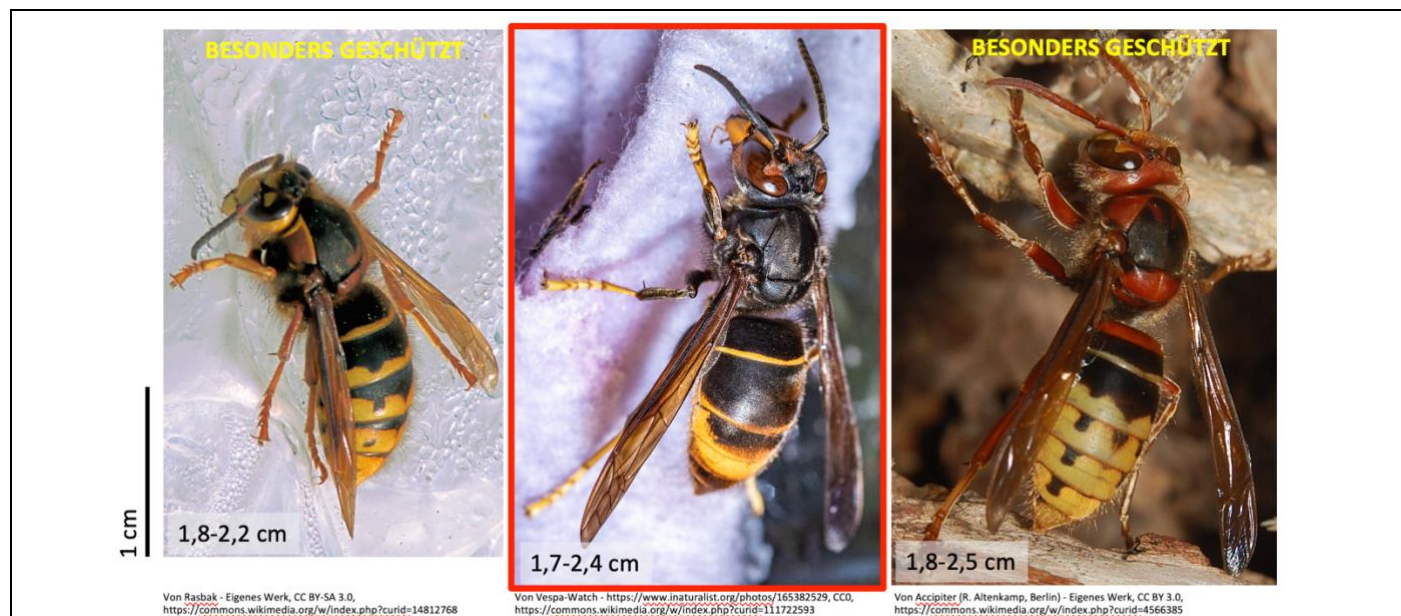 BESONDERS GESCHÜTZT
BESONDERS GESCHÜTZT
1 cm
1,8-2,2 cm
1,7-2,4 cm
1,8-2,5 cm
Von Rasbak - Eigenes Werk, CC BY-SA 3.0,
https://commons.wikimedia.org/w/index.php?curid=14812768
Von Vespa-Watch - https://www.inaturalist.org/photos/165382529, CC0,
https://commons.wikimedia.org/w/index.php?curid=111722593
Von Accipiter (R. Altenkamp, Berlin) - Eigenes Werk, CC BY 3.0,
https://commons.wikimedia.org/w/index.php?curid=4566385